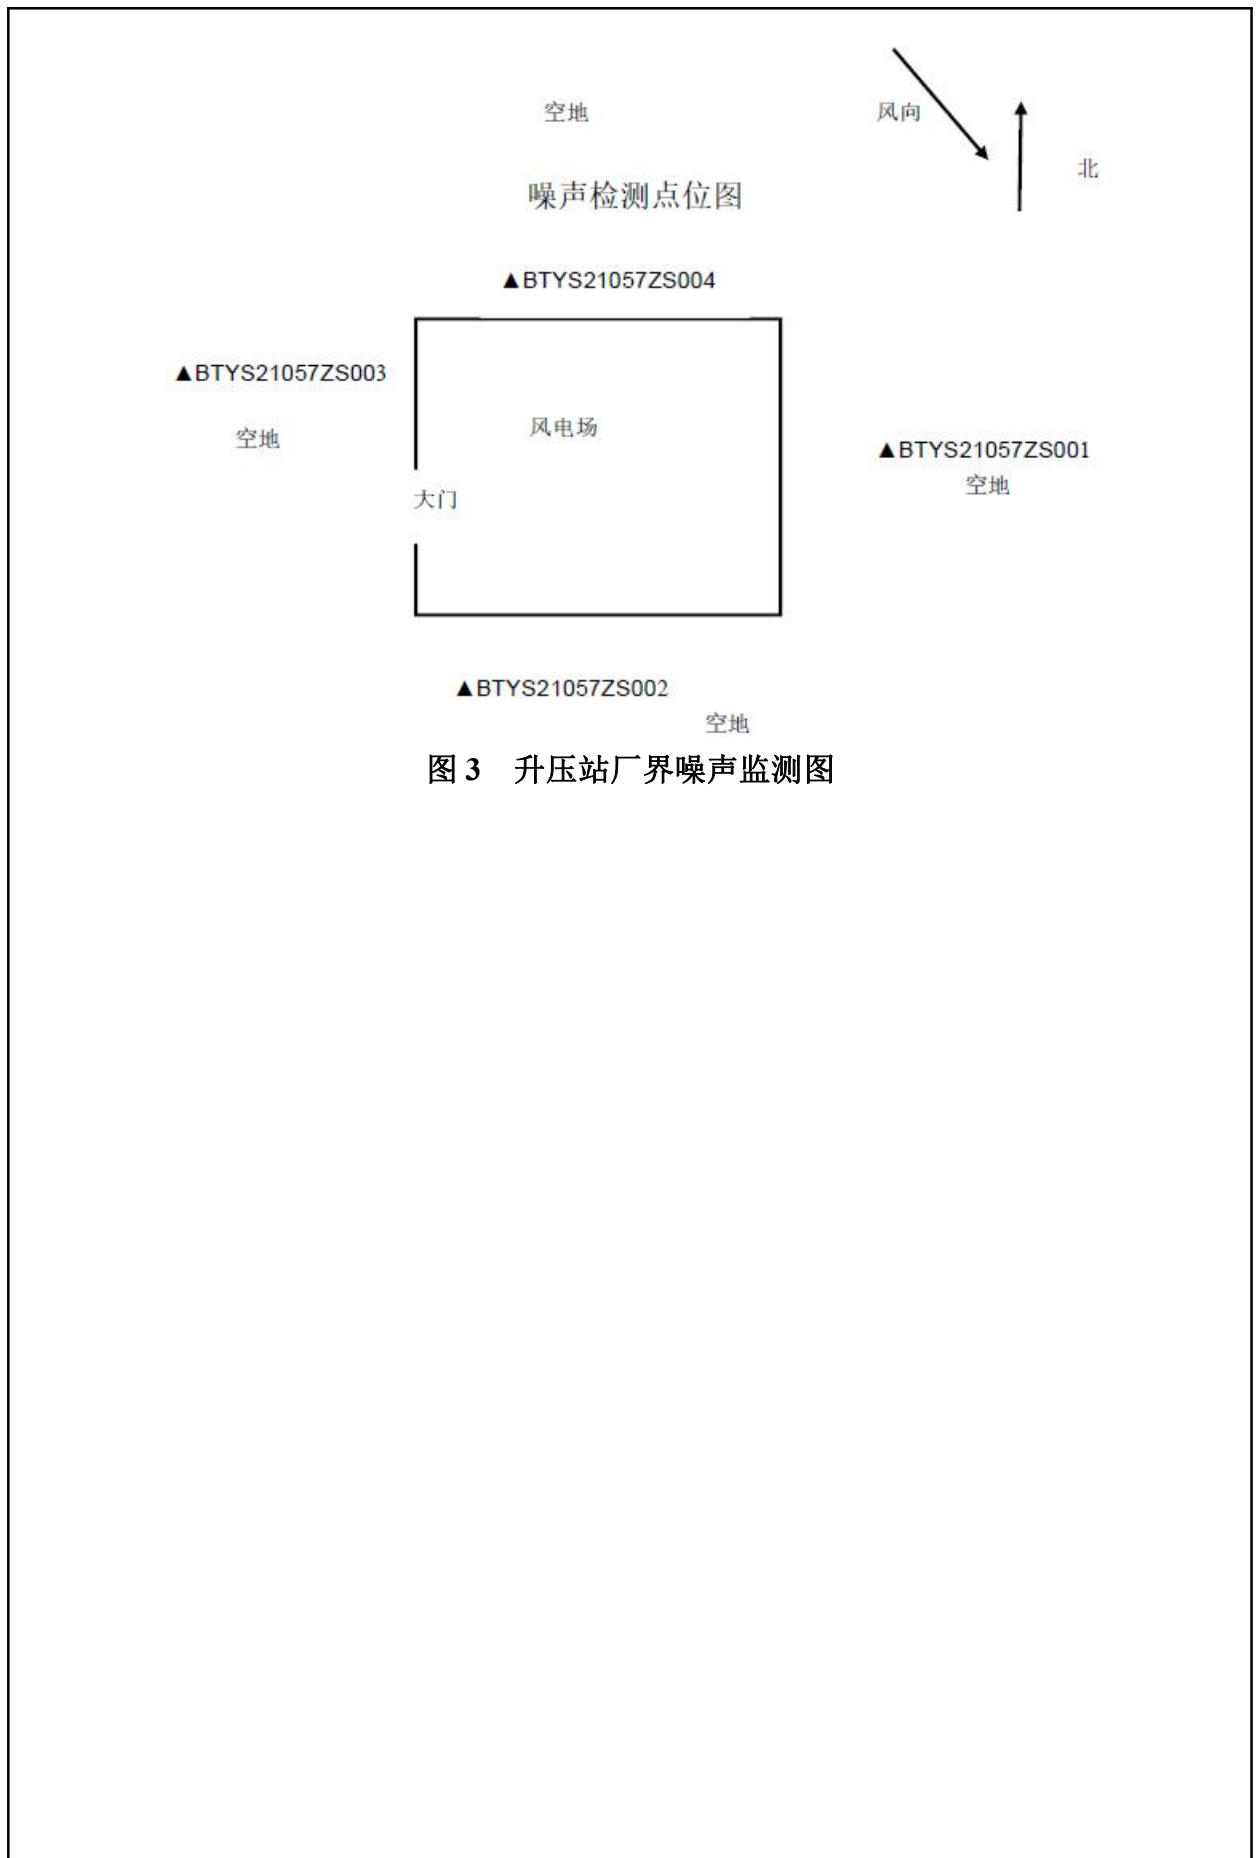 空地
风向
北
噪声检测点位图
▲BTYS21057ZS004
▲BTYS21057ZS003
空地
风电场
▲BTYS21057ZS001
空地
大门
▲BTYS21057ZS002
空地
图 3 升压站厂界噪声监测图